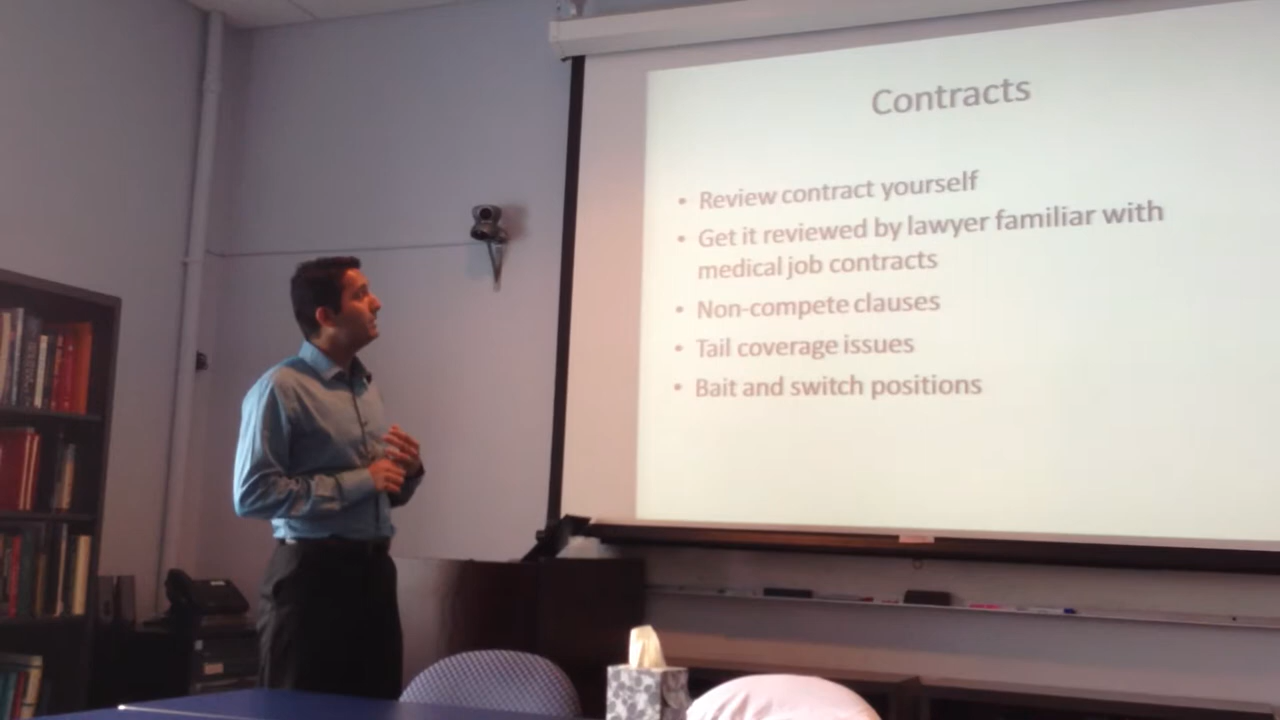 Contracts
• Review contract yourself
• Get it reviewed by lawyer familiar with
medical job contracts
• Non-compete clauses
• Tail coverage issues
• Bait and switch positions